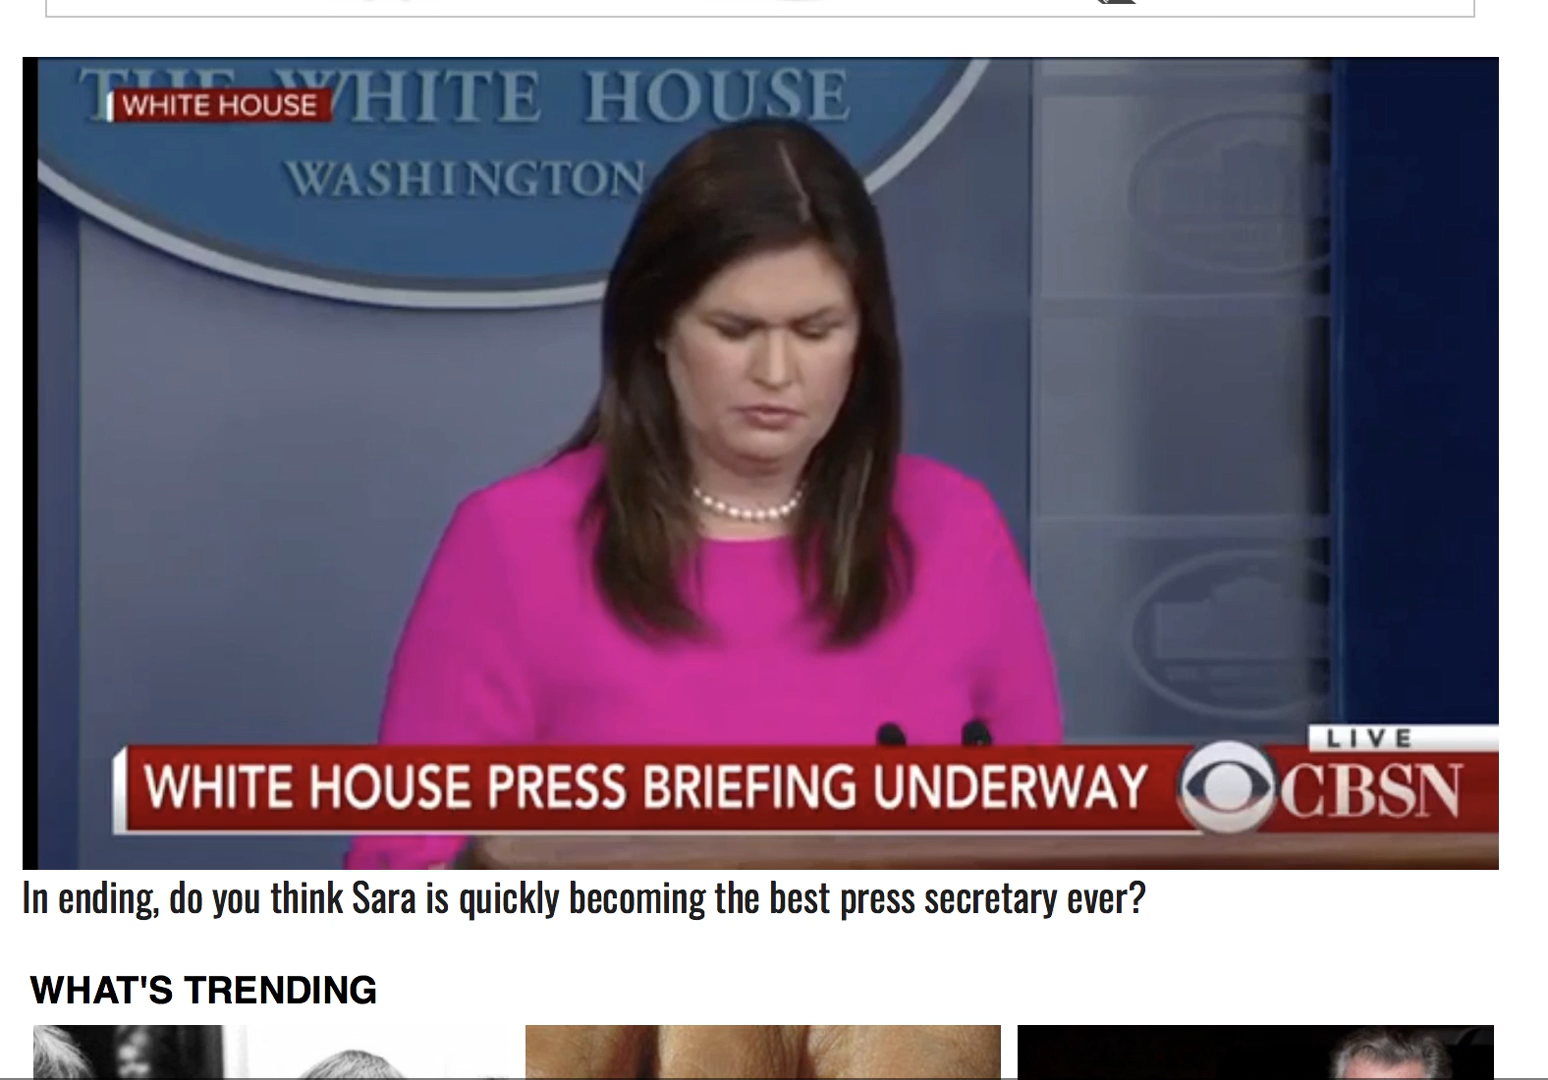 THE WHITE HOUSE
WHITE HOUSE
WASHINGTON
LIVE
WHITE HOUSE PRESS BRIEFING UNDERWAY
CBSN
In ending, do you think Sara is quickly becoming the best press secretary ever?
WHAT'S TRENDING